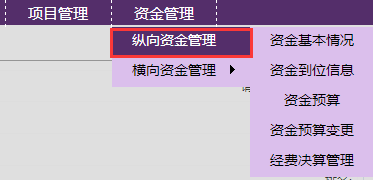 项目管理 资金管理
纵向资金管理 资金基本情况
横向资金管理 资金到位信息
资金预算
资金预算变更
经费决算管理